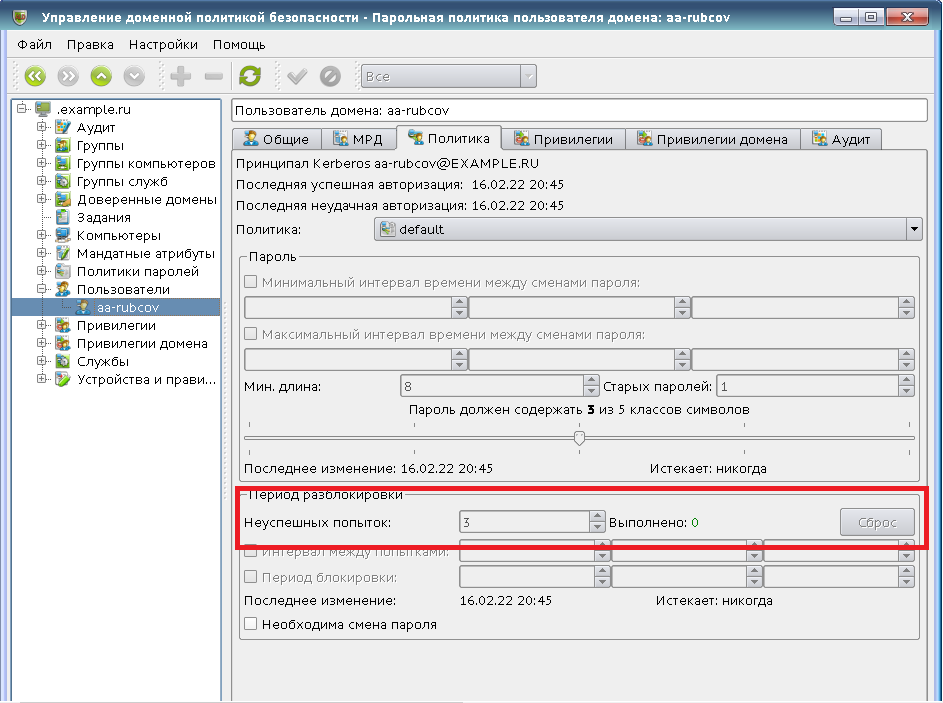 Управление доменной политикой безопасности - Парольная политика пользователя домена: aa-rubcov
Файл Правка Настройки Помощь
Все
.example.ru
Аудит
Группы
Группы компьютеров
Группы служб
Доверенные домены
Задания
Компьютеры
Мандатные атрибуты
Политики паролей
Пользователи
aa-rubcov
Привилегии
Привилегии домена
Службы
Устройства и прави...
Пользователь домена: aa-rubcov
Общие МРД Политика Привилегии Привилегии домена Аудит
Принципал Kerberos aa-rubcov@EXAMPLE.RU
Последняя успешная авторизация: 16.02.22 20:45
Последняя неудачная авторизация: 16.02.22 20:45
Политика: default
Пароль
Минимальный интервал времени между сменами пароля:
Максимальный интервал времени между сменами пароля:
Мин. длина: 8 Старых паролей: 1
Пароль должен содержать 3 из 5 классов символов
Последнее изменение: 16.02.22 20:45 Истекает: никогда
Период разблокировки
Неуспешных попыток: 3 Выполнено: 0 Сброс
Интервал между попытками:
Период блокировки:
Последнее изменение: 16.02.22 20:45 Истекает: никогда
Необходима смена пароля